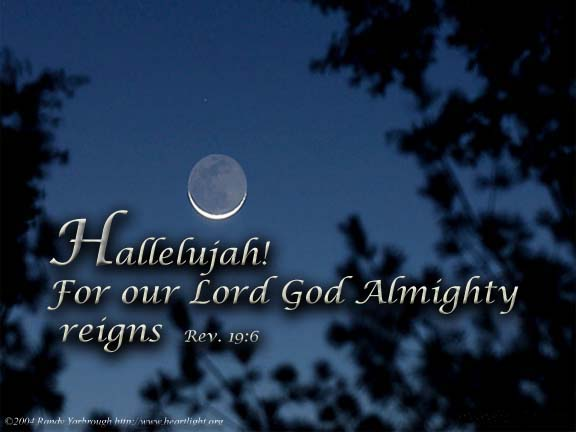 Hallelujah!
For our Lord God Almighty
reigns Rev. 19:6
©2004 Randy Yarbrough http://www.heartlight.org